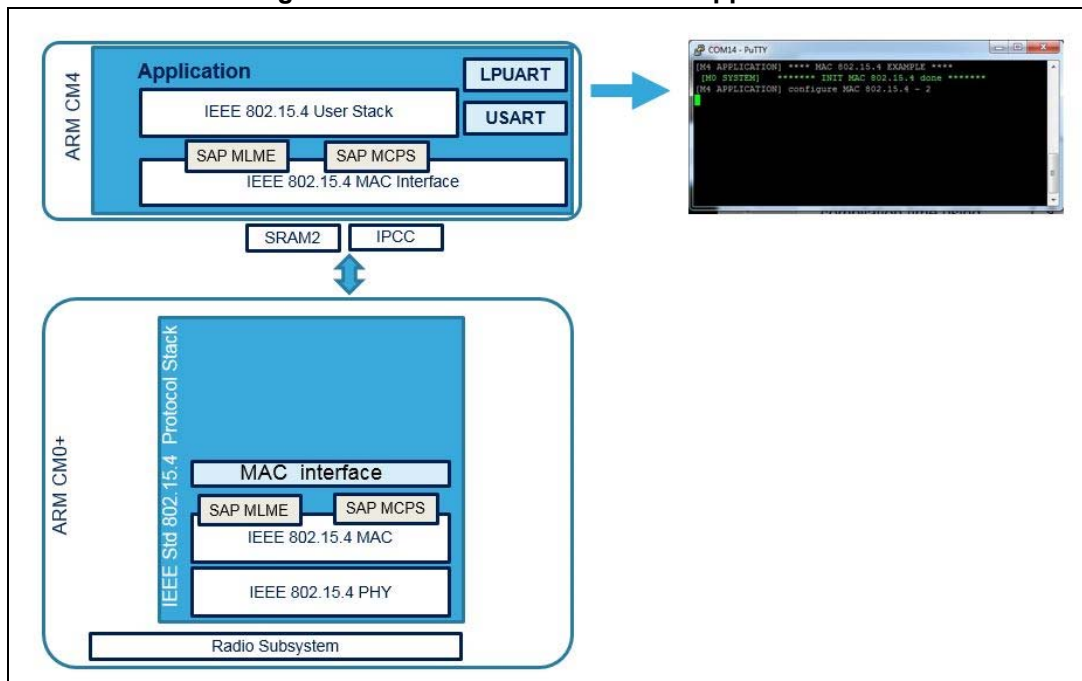 ARM CM4
Application
LPUART
IEEE 802.15.4 User Stack
USART
SAP MLME
SAP MCPS
IEEE 802.15.4 MAC Interface
COM14 - PuTTY
[M4 APPLICATION] **** MAC 802.15.4 EXAMPLE ****
[M0 SYSTEM] ******* INIT MAC 802.15.4 done *******
[M4 APPLICATION] configure MAC 802.15.4 - 2
SRAM2
IPCC
ARM CM0+
IEEE Std 802.15.4 Protocol Stack
MAC interface
SAP MLME
SAP MCPS
IEEE 802.15.4 MAC
IEEE 802.15.4 PHY
Radio Subsystem